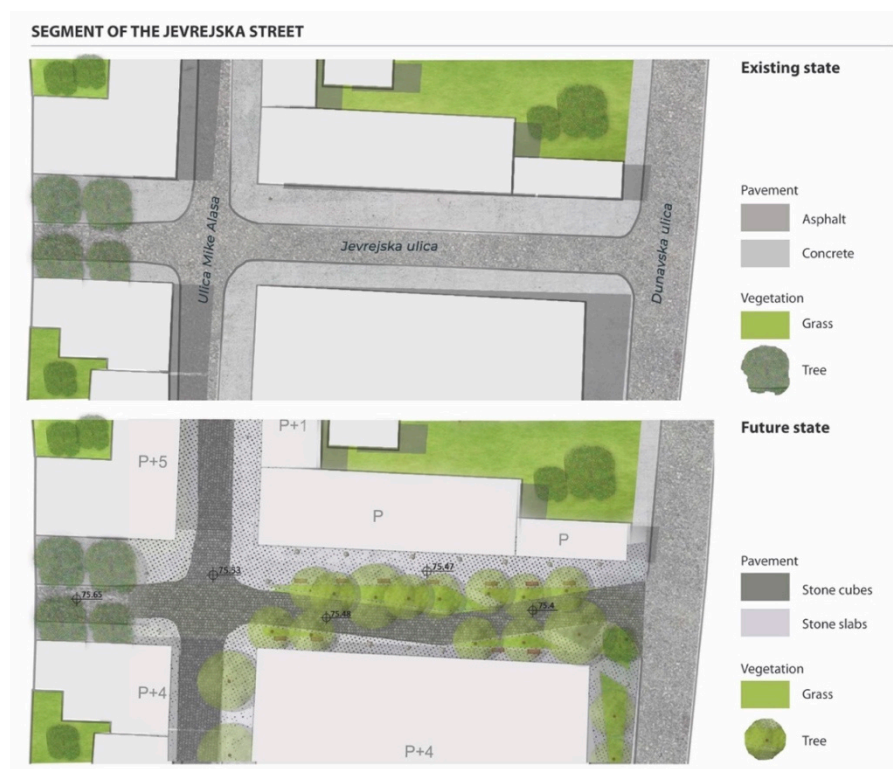 SEGMENT OF THE JEVREJSKA STREET
Existing state
Ulica Mike Alasa
Jevrejska ulica
Dunavska ulica
Pavement
Asphalt
Concrete
Vegetation
Grass
Tree
Future state
P+1
P+5
P
P
75.53
75.47
75.65
75.48
75.4
P+4
P+4
Pavement
Stone cubes
Stone slabs
Vegetation
Grass
Tree